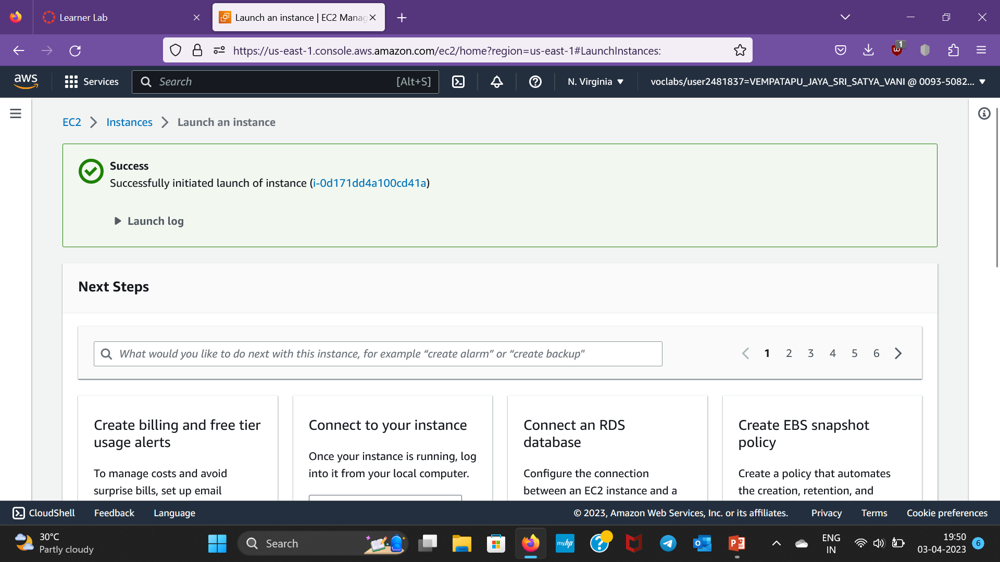 Learner Lab
Launch an instance | EC2 Manag
https://us-east-1.console.aws.amazon.com/ec2/home?region=us-east-1#LaunchInstances:
1
aws
Services
Search
[Alt+S]
N. Virginia
voclabs/user2481837=VEMPATAPU_JAYA_SRI_SATYA_VANI @ 0093-5082...
EC2
Instances
Launch an instance
Success
Successfully initiated launch of instance (i-0d171dd4a100cd41a)
Launch log
Next Steps
What would you like to do next with this instance, for example “create alarm” or “create backup"
1 2 3 4 5 6
Create billing and free tier
usage alerts
To manage costs and avoid
surprise bills, set up email
Connect to your instance
Once your instance is running, log
into it from your local computer.
Connect an RDS
database
Configure the connection
between an EC2 instance and a
Create EBS snapshot
policy
Create a policy that automates
the creation, retention, and
CloudShell
Feedback
Language
© 2023, Amazon Web Services, Inc. or its affiliates.
Privacy
Terms
Cookie preferences
30°C
Partly cloudy
Search
myhp
ENG
IN
19:50
03-04-2023
6